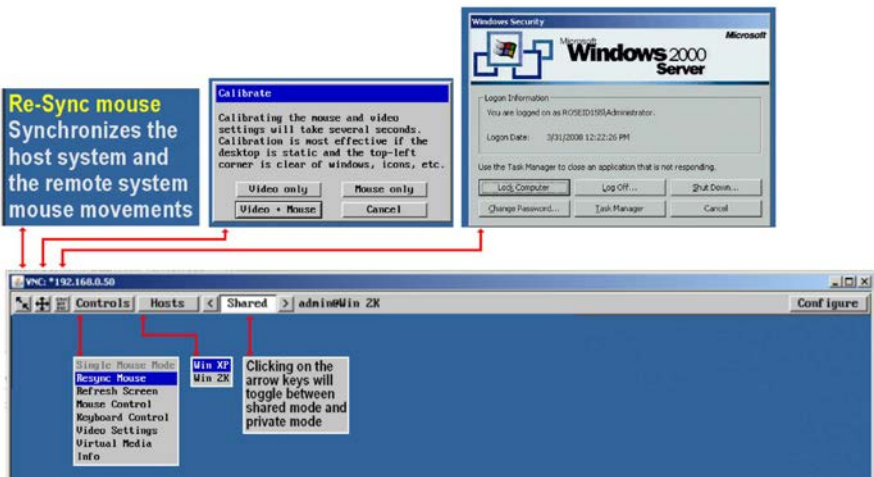 Re-Sync mouse
Synchronizes the
host system and
the remote system
mouse movements
Calibrate
Calibrating the mouse and video
settings will take several seconds.
Calibration is most effective if the
desktop is static and the top-left
corner is clear of windows, icons, etc.
Video only
Mouse only
Video + Mouse
Cancel
Windows Security
Microsoft
Microsoft
Windows 2000
Server
Logon Information
You are logged on as ROSEID158\Administrator.
Logon Date: 3/31/2008 12:22:26 PM
Use the Task Manager to close an application that is not responding.
Lock Computer
Log Off...
Shut Down...
Change Password...
Task Manager
Cancel
VNC: *192.168.0.50
Controls Hosts < Shared > admin@Win 2K Configure
Single Mouse Mode
Resync Mouse
Refresh Screen
Mouse Control
Keyboard Control
Video Settings
Virtual Media
Info
Win XP
Win 2K
Clicking on the
arrow keys will
toggle between
shared mode and
private mode